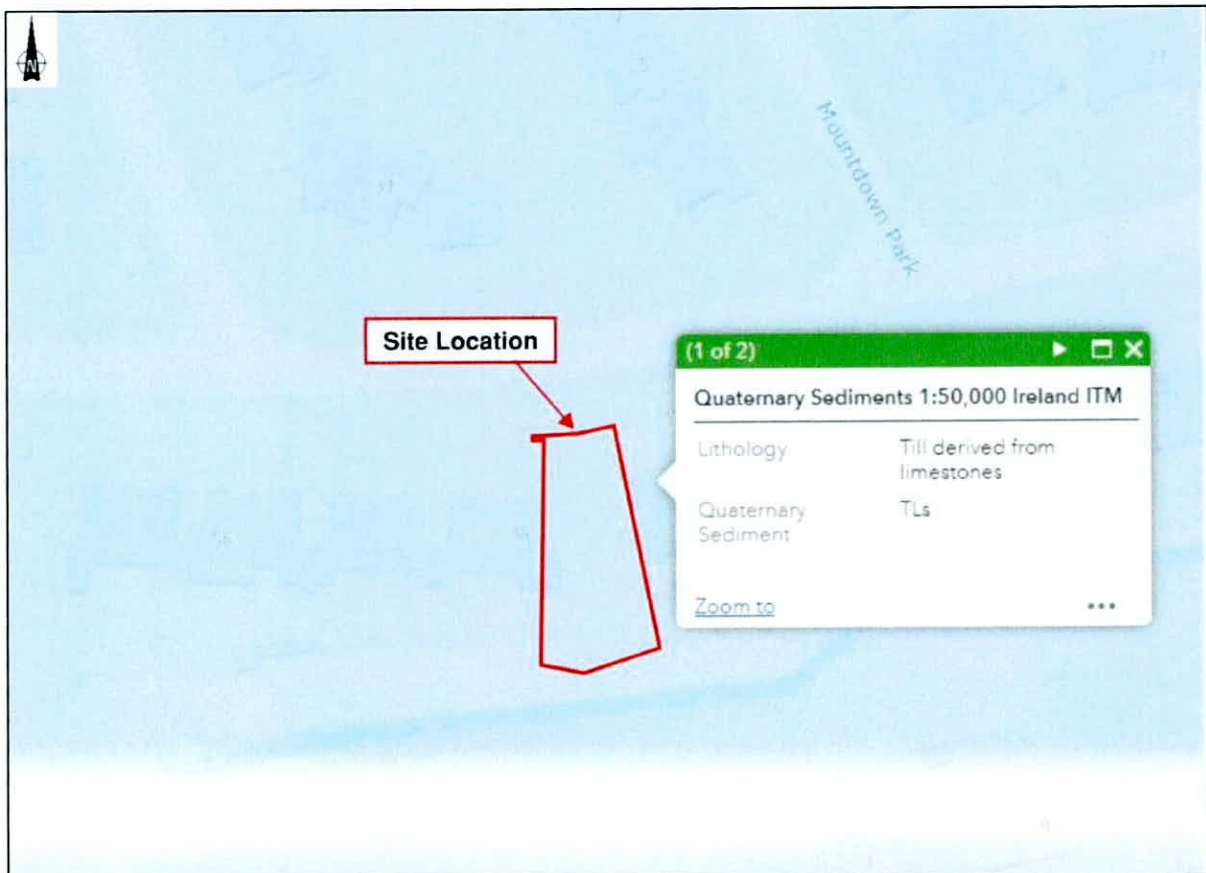 N
Mountdown Park
Site Location
(1 of 2)
Quaternary Sediments 1:50,000 Ireland ITM
Lithology
Till derived from
limestones
Quaternary
Sediment
TLs
Zoom to
•••